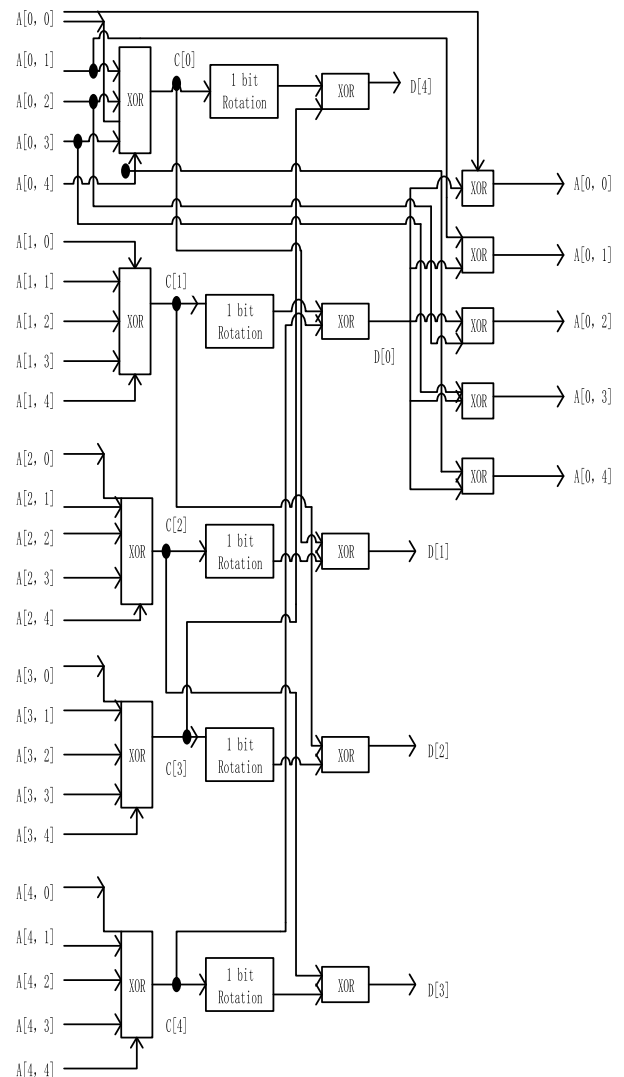 A[0, 0]
A[0, 1]
A[0, 2]
A[0, 3]
A[0, 4]
XOR
C[0]
1 bit
Rotation
XOR
D[4]
XOR
A[0, 0]
XOR
A[0, 1]
XOR
A[0, 2]
XOR
A[0, 3]
XOR
A[0, 4]
A[1, 0]
A[1, 1]
A[1, 2]
A[1, 3]
A[1, 4]
XOR
C[1]
1 bit
Rotation
XOR
D[0]
A[2, 0]
A[2, 1]
A[2, 2]
A[2, 3]
A[2, 4]
XOR
C[2]
1 bit
Rotation
XOR
D[1]
A[3, 0]
A[3, 1]
A[3, 2]
A[3, 3]
A[3, 4]
XOR
C[3]
1 bit
Rotation
XOR
D[2]
A[4, 0]
A[4, 1]
A[4, 2]
A[4, 3]
A[4, 4]
XOR
C[4]
1 bit
Rotation
XOR
D[3]